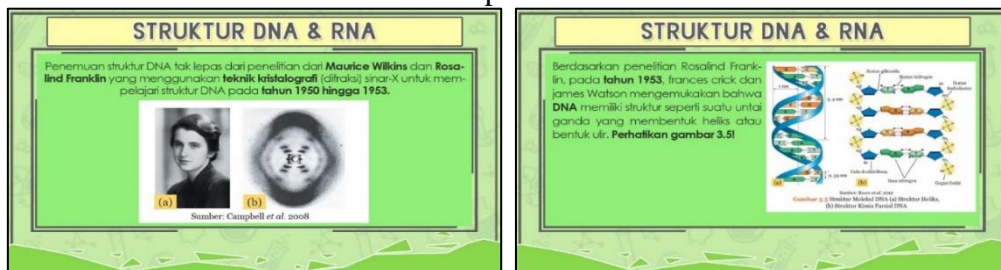 STRUKTUR DNA & RNA
Penemuan struktur DNA tak lepas dari penelitian dari Maurice Wilkins dan Rosa-
lind Franklin yang menggunakan teknik kristalografi (difraksi) sinar-X untuk mem-
pelajari struktur DNA pada tahun 1950 hingga 1953.
(a)
(b)
Sumber: Campbell et al. 2008
STRUKTUR DNA & RNA
Berdasarkan penelitian Rosalind Frank-
lin, pada tahun 1953, frances crick dan
james Watson mengemukakan bahwa
DNA memiliki struktur seperti suatu untai
ganda yang membentuk heliks atau
bentuk ulir. Perhatikan gambar 3.5!
Ikatan hidrogen
(a)
(b)
Basa nitrogen
Gugus fosfat
Gambar 3.5 Struktur Molekul DNA (a) Struktur Heliks,
(b) Struktur Kimia Parsial DNA